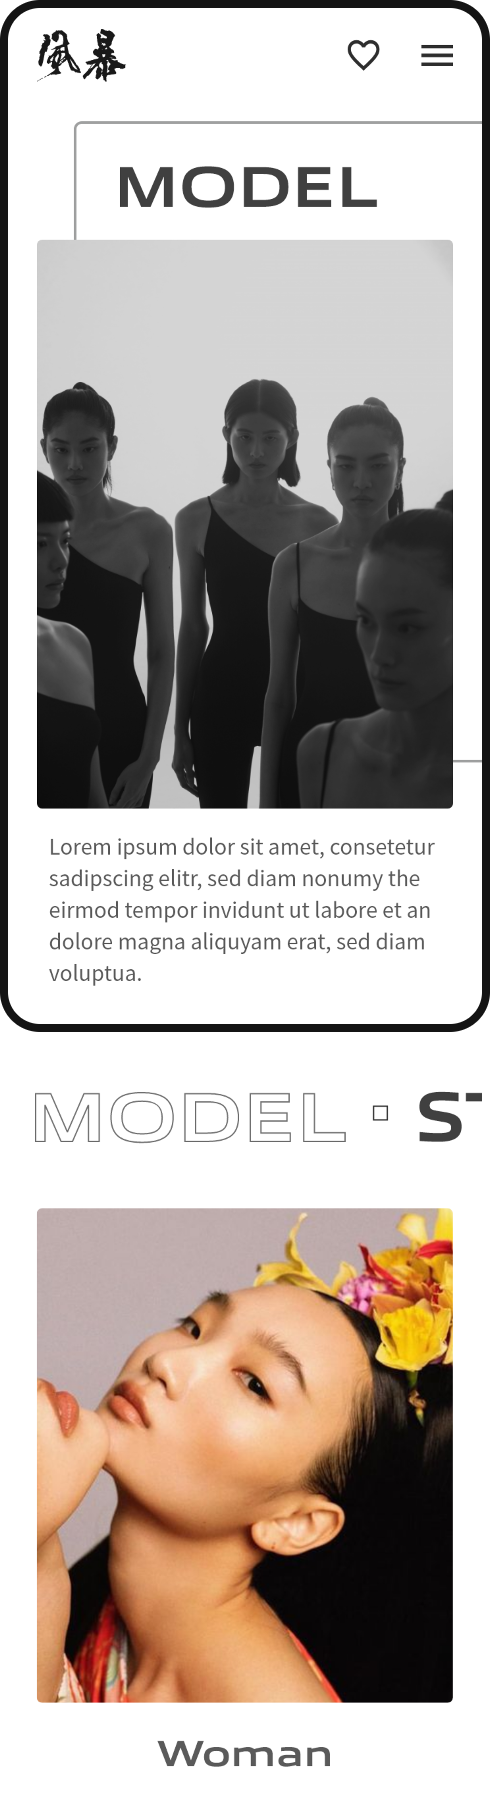 風暴
MODEL
Lorem ipsum dolor sit amet, consetetur
sadipscing elitr, sed diam nonumy the
eirmod tempor invidunt ut labore et an
dolore magna aliquyam erat, sed diam
voluptua.
MODEL ST
Woman